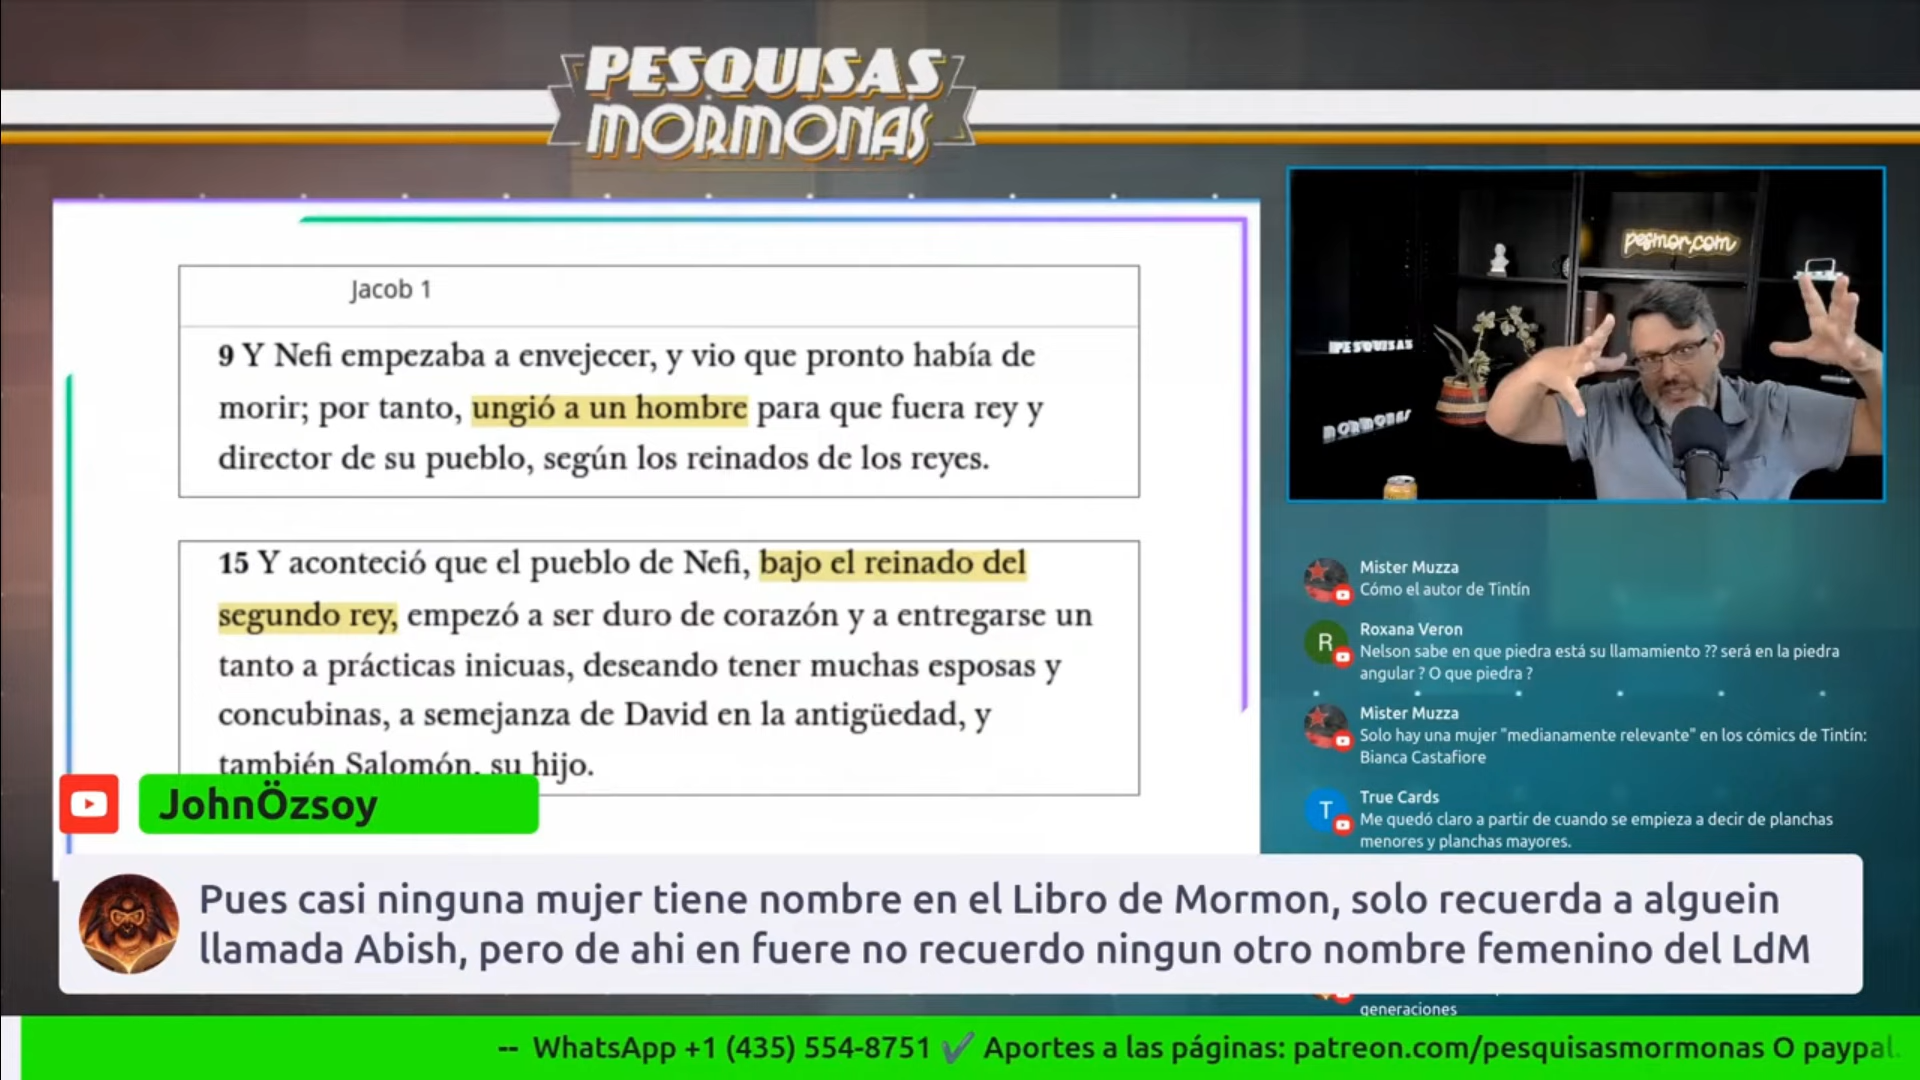 PESQUISAS
MORMONAS
Jacob 1
9 Y Nefi empezaba a envejecer, y vio que pronto había de
morir; por tanto, ungió a un hombre para que fuera rey y
director de su pueblo, según los reinados de los reyes.
15 Y aconteció que el pueblo de Nefi, bajo el reinado del
segundo rey, empezó a ser duro de corazón y a entregarse un
tanto a prácticas inicuas, deseando tener muchas esposas y
concubinas, a semejanza de David en la antigüedad, y
también Salomón, su hijo.
pesmor.com
PESQUISAS
MORMONAS
Mister Muzza
Cómo el autor de Tintín
R
Roxana Veron
Nelson sabe en que piedra está su llamamiento ?? será en la piedra
angular ? O que piedra ?
Mister Muzza
Solo hay una mujer "medianamente relevante" en los cómics de Tintín:
Bianca Castafiore
T
True Cards
Me quedó claro a partir de cuando se empieza a decir de planchas
menores y planchas mayores.
generaciones
JohnÖzsoy
Pues casi ninguna mujer tiene nombre en el Libro de Mormon, solo recuerda a alguein
llamada Abish, pero de ahi en fuere no recuerdo ningun otro nombre femenino del LdM
-- WhatsApp +1 (435) 554-8751 ✔ Aportes a las páginas: patreon.com/pesquisasmormonas O paypal.